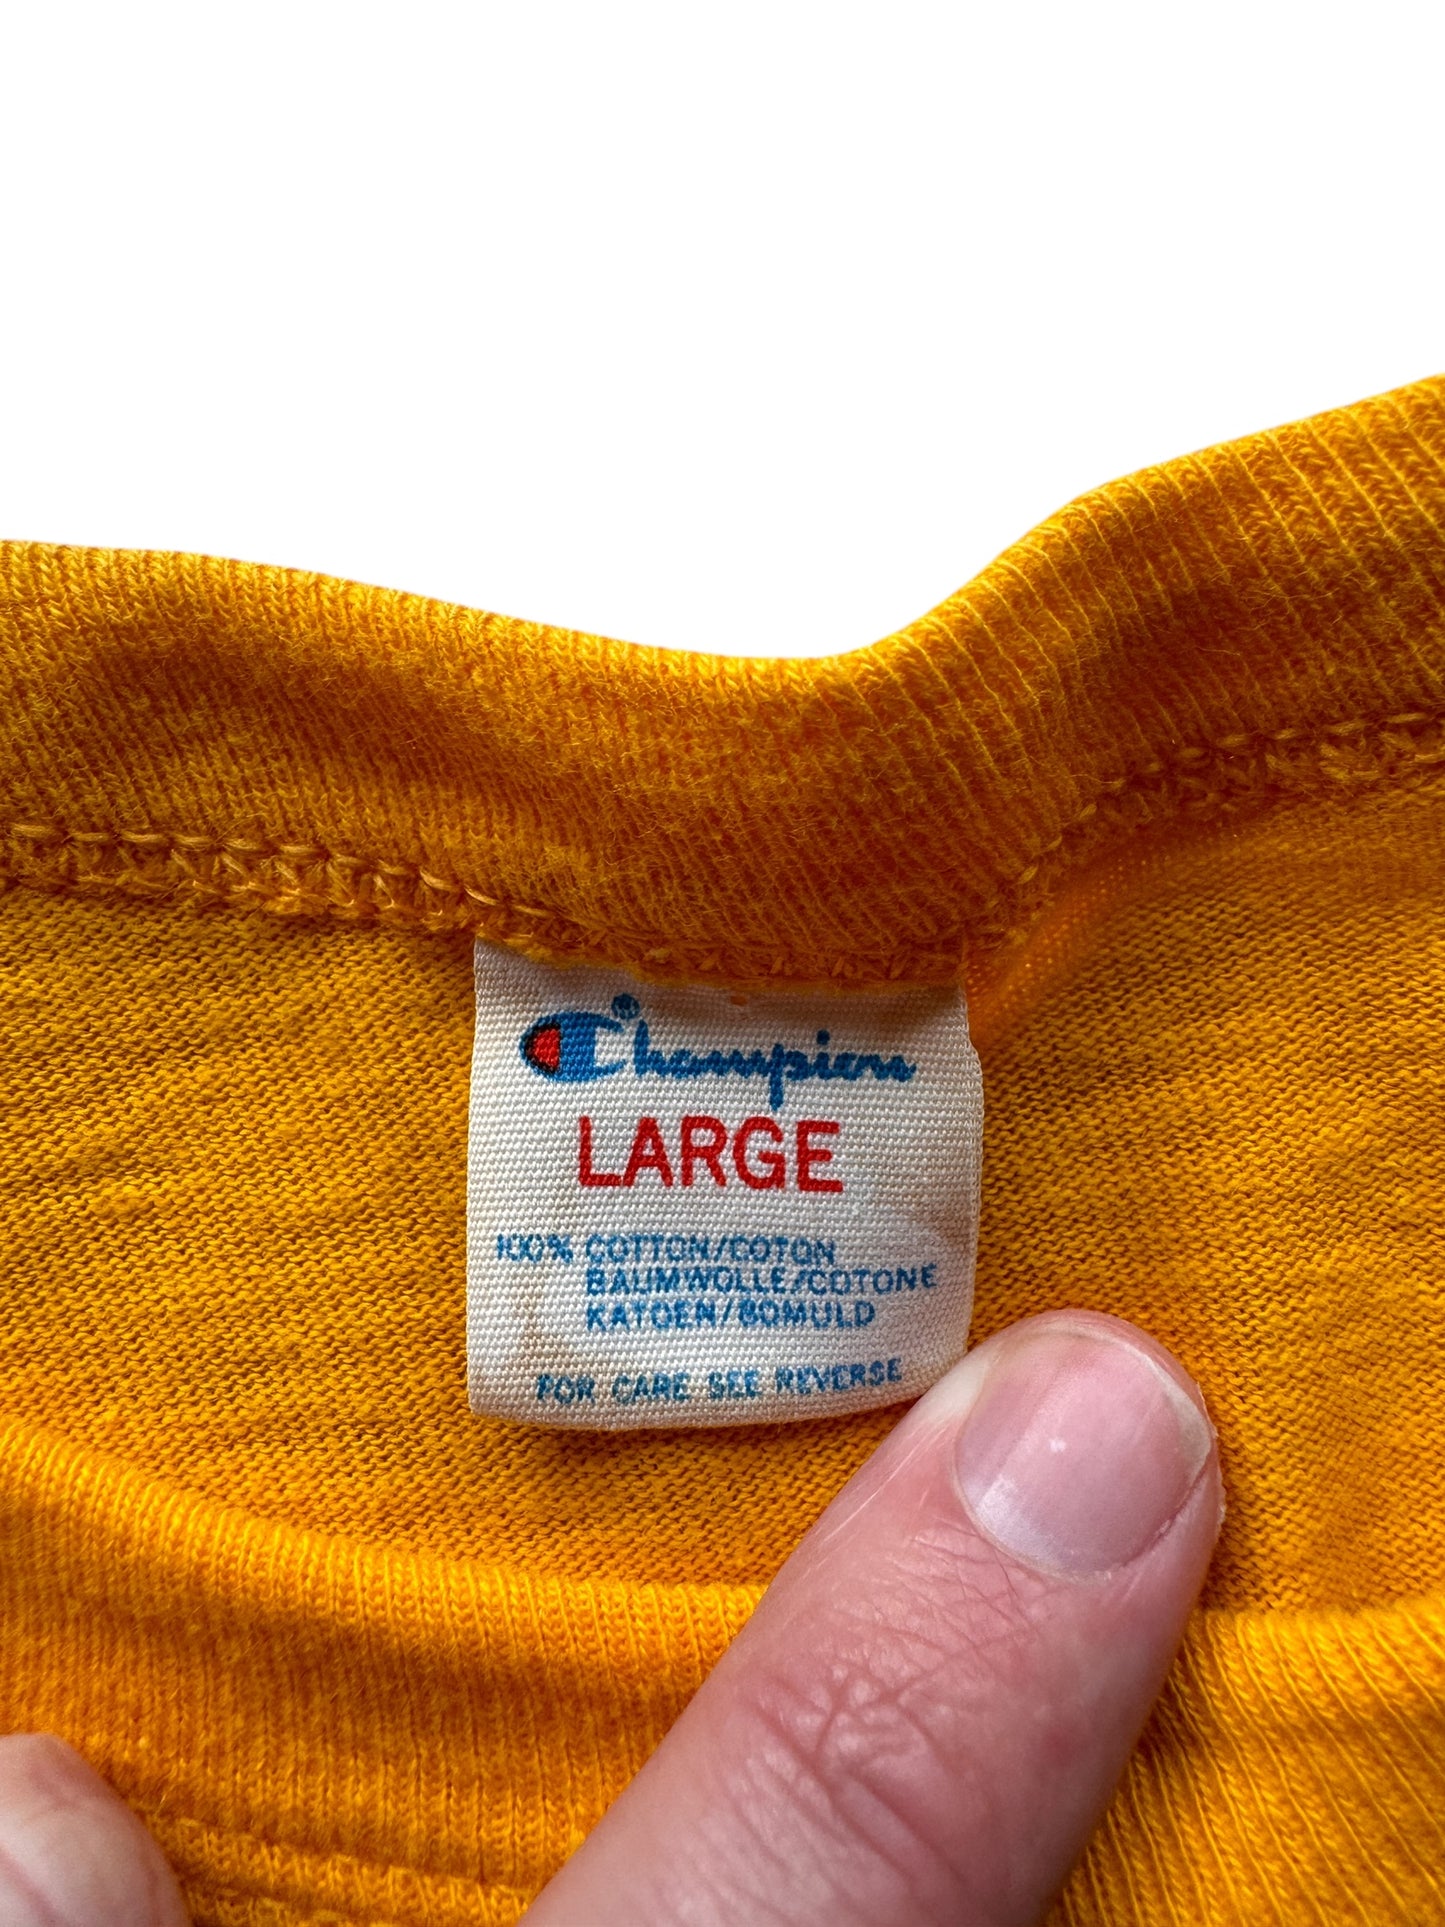 Champion®
LARGE
100% COTTON/COTON
BAUMWOLLE/COTONE
KATOEN/BOMULD
FOR CARE SEE REVERSE